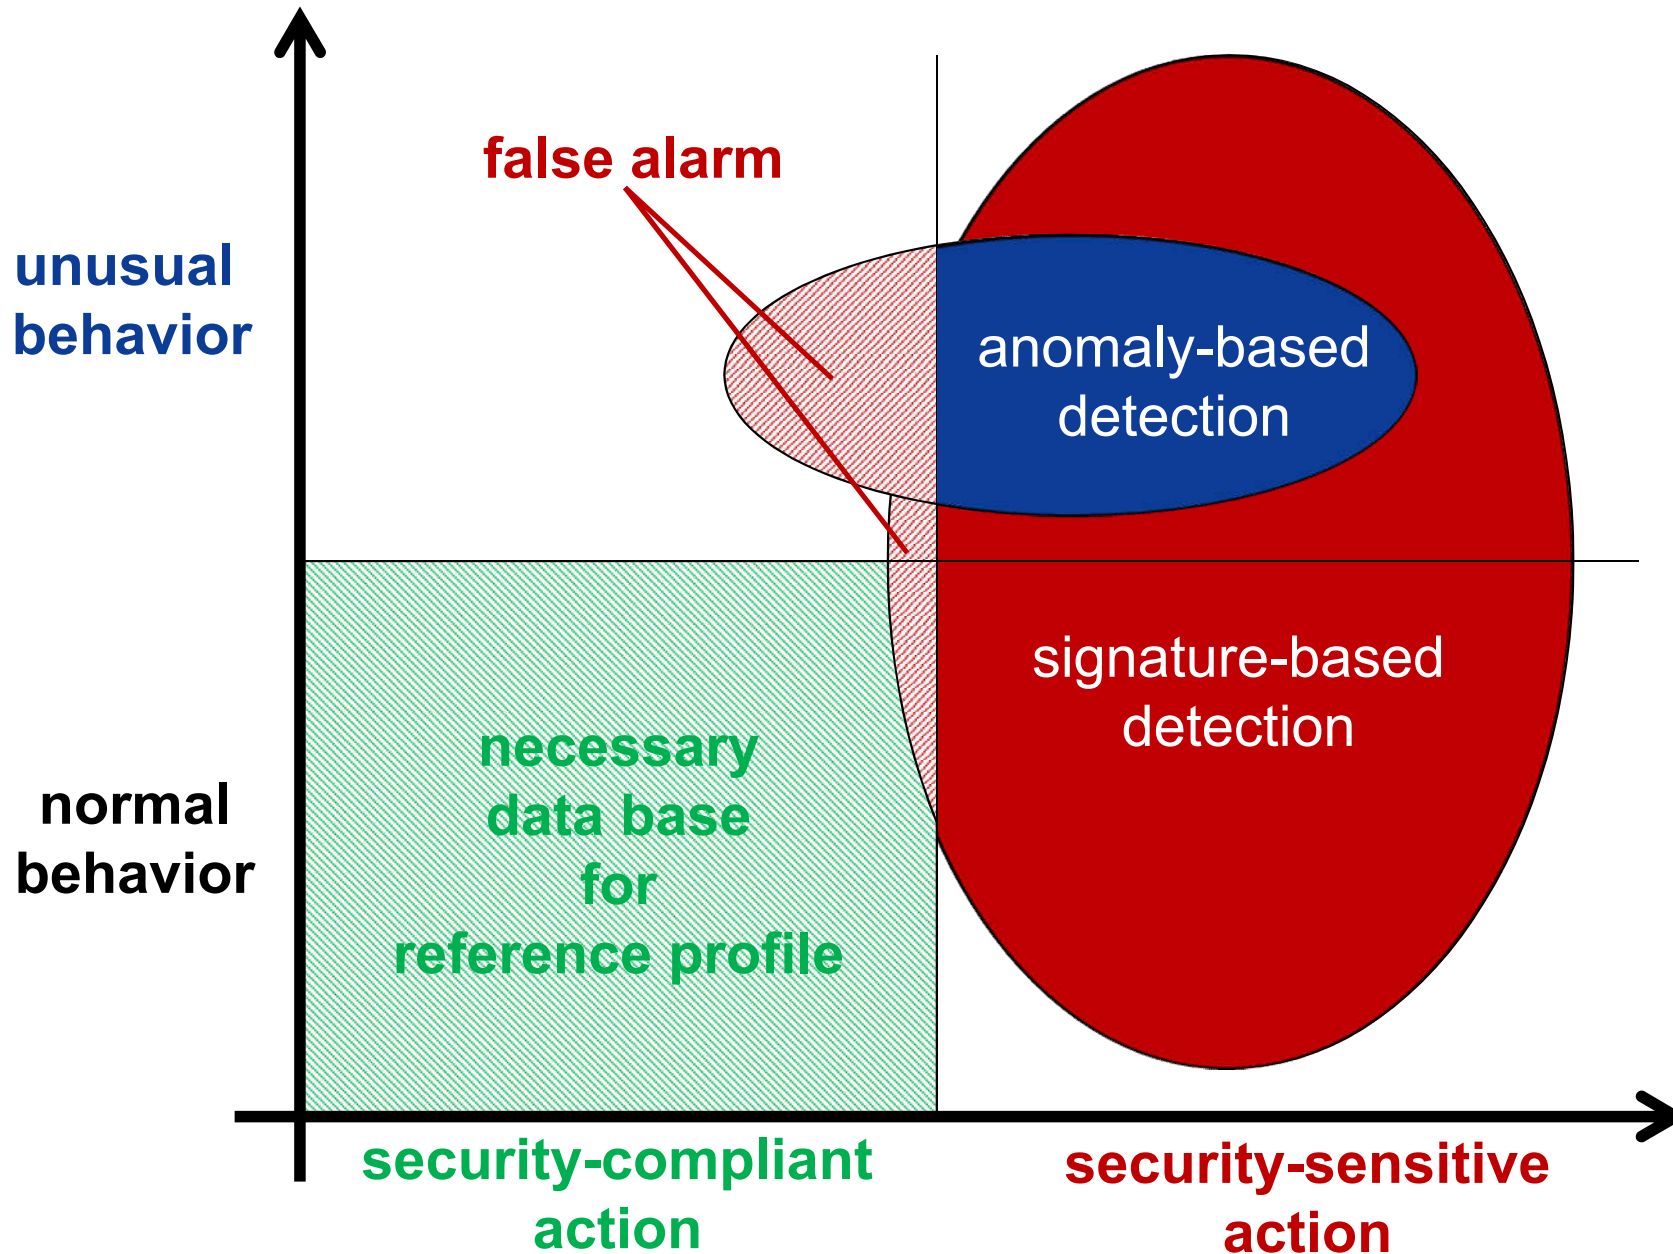 false alarm
unusual
behavior
anomaly-based
detection
signature-based
detection
necessary
data base
for
reference profile
normal
behavior
security-compliant
action
security-sensitive
action